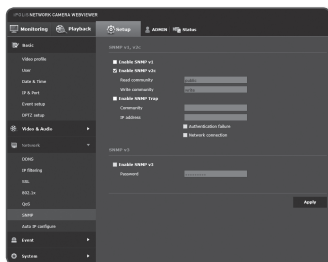 iPOLiS NETWORK CAMERA WEBVIEWER
Monitoring Playback Setup ADMIN Status
Basic
Video profile
User
Date & Time
IP & Port
Event setup
DPTZ setup
Video & Audio
Network
DDNS
IP filtering
SSL
802.1x
QoS
SNMP
Auto IP configure
Event
System
SNMP v1, v2c
Enable SNMP v1
Enable SNMP v2c
Read community public
Write community write
Enable SNMP Trap
Community
IP address
Authentication failure
Network connection
SNMP v3
Enable SNMP v3
Password
Apply